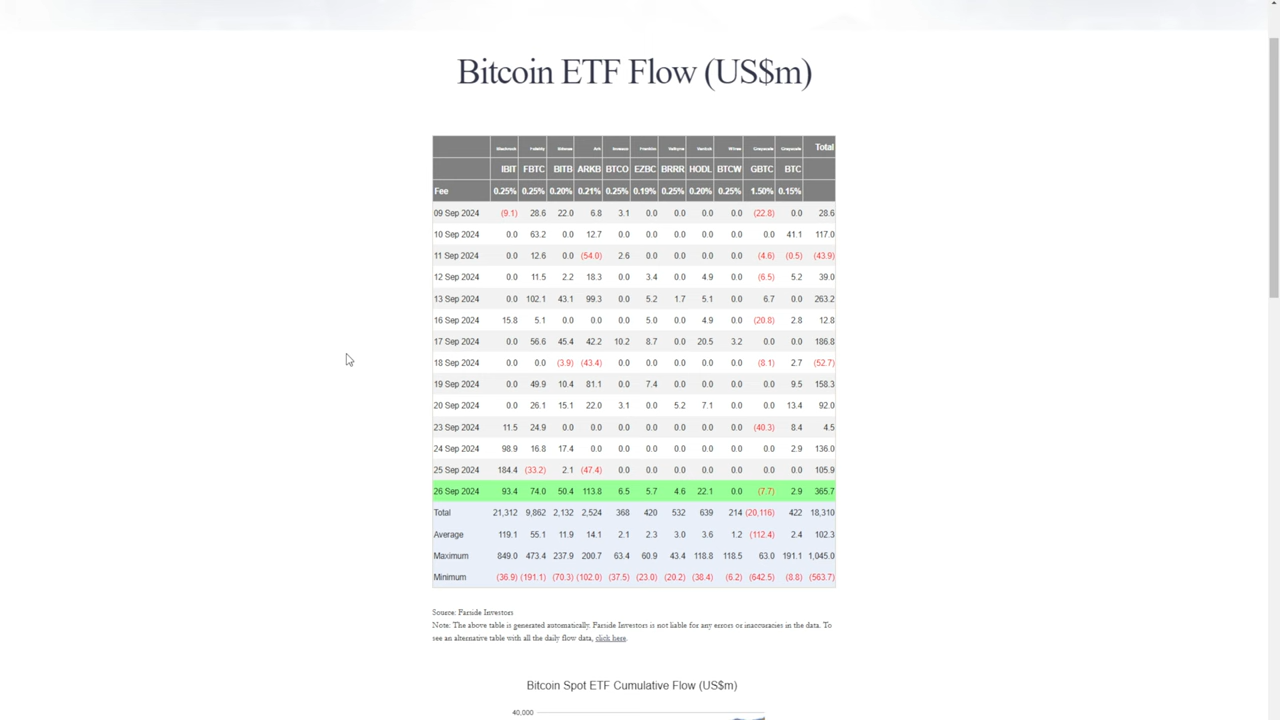 Bitcoin ETF Flow (US$m)
Blackrock Fidelity Bitwise Ark Invesco Franklin Valkyrie VanEck WTree Grayscale Grayscale Total
IBIT FBTC BITB ARKB BTCO EZBC BRRR HODL BTCW GBTC BTC
Fee 0.25% 0.25% 0.20% 0.21% 0.25% 0.19% 0.25% 0.20% 0.25% 1.50% 0.15%
09 Sep 2024 (9.1) 28.6 22.0 6.8 3.1 0.0 0.0 0.0 0.0 (22.8) 0.0 28.6
10 Sep 2024 0.0 63.2 0.0 12.7 0.0 0.0 0.0 0.0 0.0 0.0 41.1 117.0
11 Sep 2024 0.0 12.6 0.0 (54.0) 2.6 0.0 0.0 0.0 0.0 (4.6) (0.5) (43.9)
12 Sep 2024 0.0 11.5 2.2 18.3 0.0 3.4 0.0 4.9 0.0 (6.5) 5.2 39.0
13 Sep 2024 0.0 102.1 43.1 99.3 0.0 5.2 1.7 5.1 0.0 6.7 0.0 263.2
16 Sep 2024 15.8 5.1 0.0 0.0 0.0 5.0 0.0 4.9 0.0 (20.8) 2.8 12.8
17 Sep 2024 0.0 56.6 45.4 42.2 10.2 8.7 0.0 20.5 3.2 0.0 0.0 186.8
18 Sep 2024 0.0 0.0 (3.9) (43.4) 0.0 0.0 0.0 0.0 0.0 (8.1) 2.7 (52.7)
19 Sep 2024 0.0 49.9 10.4 81.1 0.0 7.4 0.0 0.0 0.0 0.0 9.5 158.3
20 Sep 2024 0.0 26.1 15.1 22.0 3.1 0.0 5.2 7.1 0.0 0.0 13.4 92.0
23 Sep 2024 11.5 24.9 0.0 0.0 0.0 0.0 0.0 0.0 0.0 (40.3) 8.4 4.5
24 Sep 2024 98.9 16.8 17.4 0.0 0.0 0.0 0.0 0.0 0.0 0.0 2.9 136.0
25 Sep 2024 184.4 (33.2) 2.1 (47.4) 0.0 0.0 0.0 0.0 0.0 0.0 0.0 105.9
26 Sep 2024 93.4 74.0 50.4 113.8 6.5 5.7 4.6 22.1 0.0 (7.7) 2.9 365.7
Total 21,312 9,862 2,132 2,524 368 420 532 639 214 (20,116) 422 18,310
Average 119.1 55.1 11.9 14.1 2.1 2.3 3.0 3.6 1.2 (112.4) 2.4 102.3
Maximum 849.0 473.4 237.9 200.7 63.4 60.9 43.4 118.8 118.5 63.0 191.1 1,045.0
Minimum (36.9) (191.1) (70.3) (102.0) (37.5) (23.0) (20.2) (38.4) (6.2) (642.5) (8.8) (563.7)
Source: Farside Investors
Note: The above table is generated automatically. Farside Investors is not liable for any errors or inaccuracies in the data. To
see an alternative table with all the daily flow data, click here.
Bitcoin Spot ETF Cumulative Flow (US$m)
40,000